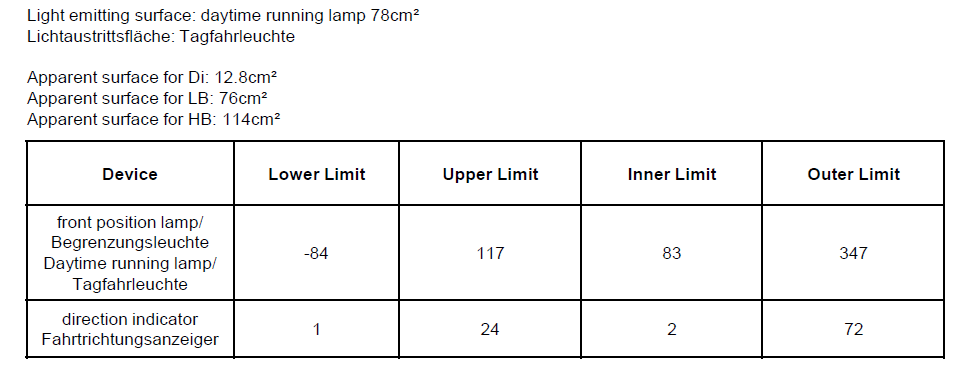 Light emitting surface: daytime running lamp 78cm²
Lichtaustrittsfläche: Tagfahrleuchte
Apparent surface for Di: 12.8cm²
Apparent surface for LB: 76cm²
Apparent surface for HB: 114cm²
Device Lower Limit Upper Limit Inner Limit Outer Limit
front position lamp/
Begrenzungsleuchte
Daytime running lamp/
Tagfahrleuchte
-84 117 83 347
direction indicator
Fahrtrichtungsanzeiger
1 24 2 72